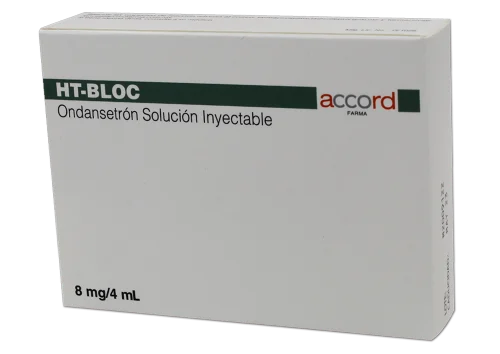 HT-BLOC
accord
FARMA
Ondansetrón Solución Inyectable
8 mg/4 mL